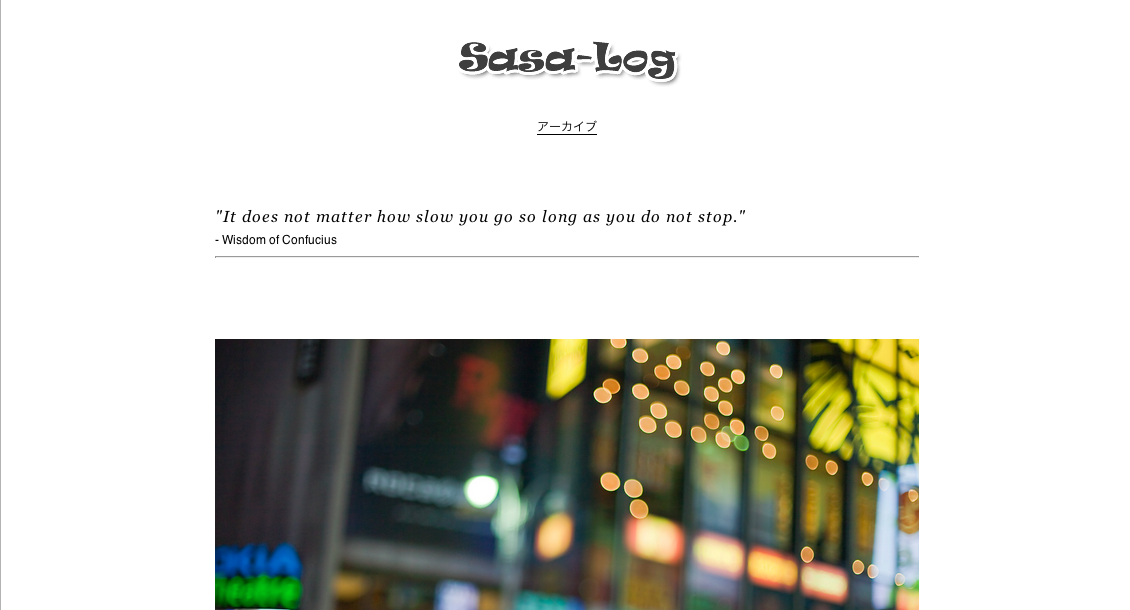 Sasa-Log
アーカイブ
"It does not matter how slow you go so long as you do not stop."
- Wisdom of Confucius